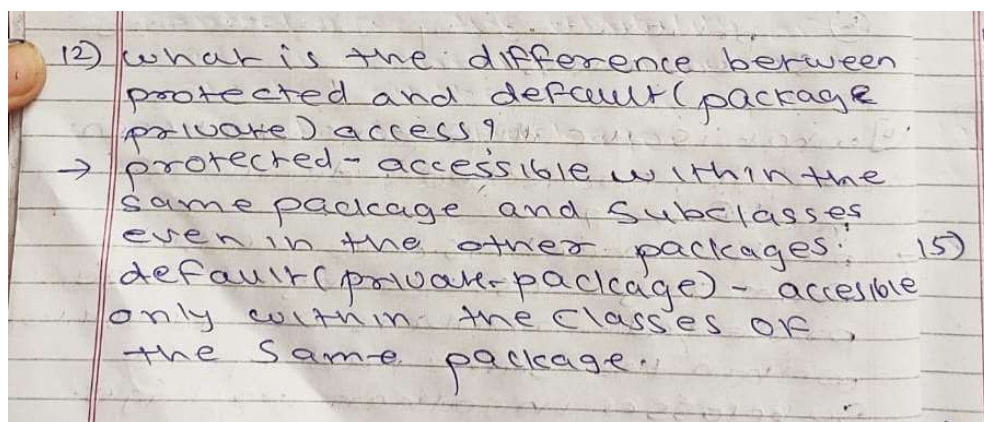 12) what is the difference between
protected and default (package
private) access?
→ protected - accessible within the
same package and subclasses
even in the other packages.
15)
default (private-package) - accesible
only within the classes of
the same package.